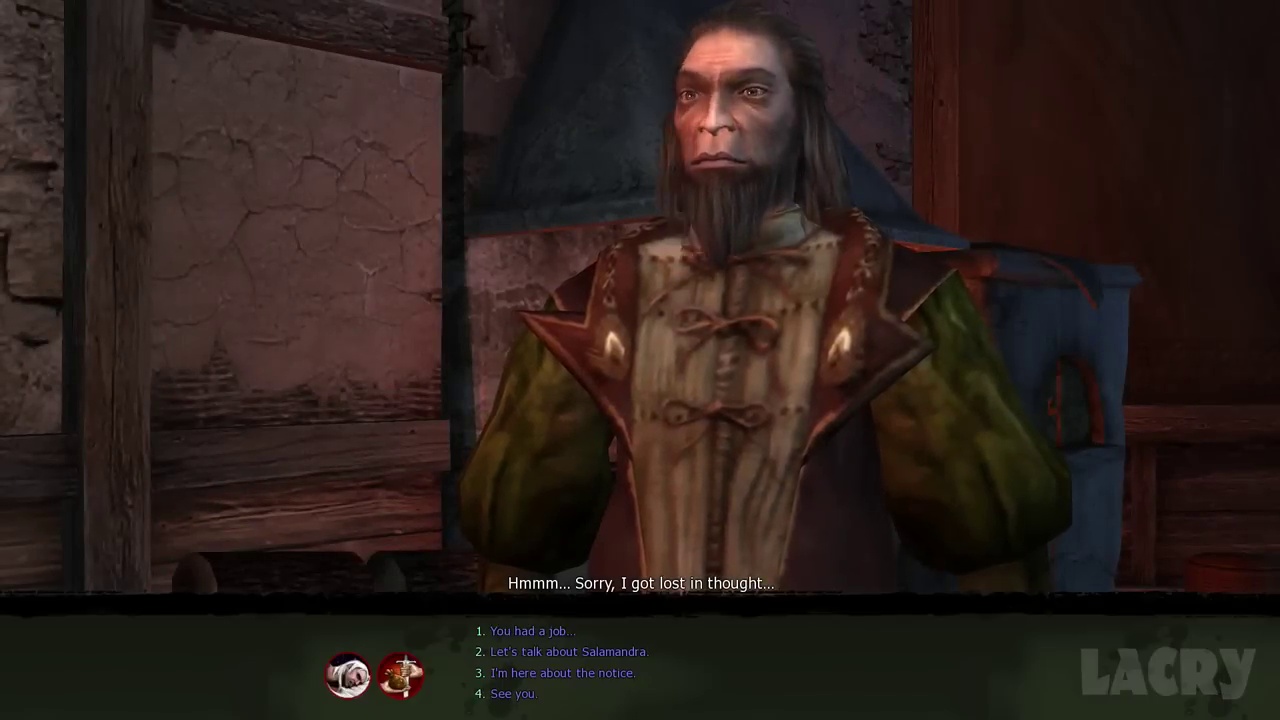 Hmmm... Sorry, I got lost in thought...
1. You had a job...
2. Let's talk about Salamandra.
3. I'm here about the notice.
4. See you.
LACRY